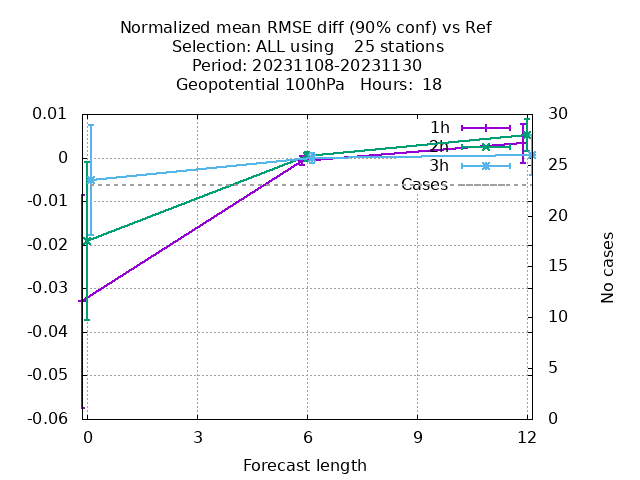 Normalized mean RMSE diff (90% conf) vs Ref
Selection: ALL using    25 stations
Period: 20231108-20231130
Geopotential 100hPa   Hours:  18
0.01
0
-0.01
-0.02
-0.03
-0.04
-0.05
-0.06
30
25
20
15
10
5
0
1h
2h
3h
Cases
No cases
0 3 6 9 12
Forecast length